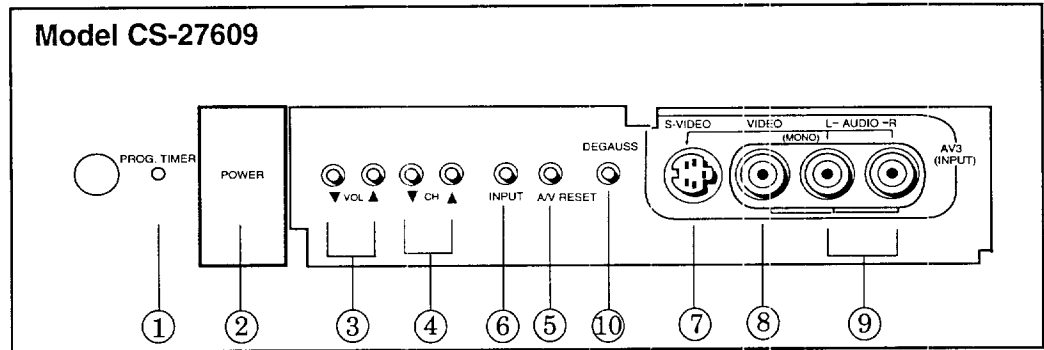 Model CS-27609
S-VIDEO VIDEO L- AUDIO -R
(MONO)
DEGAUSS
AV3
(INPUT)
PROG. TIMER
POWER
▼ VOL ▲ ▼ CH ▲ INPUT A/V RESET
① ② ③ ④ ⑥ ⑤ ⑩ ⑦ ⑧ ⑨